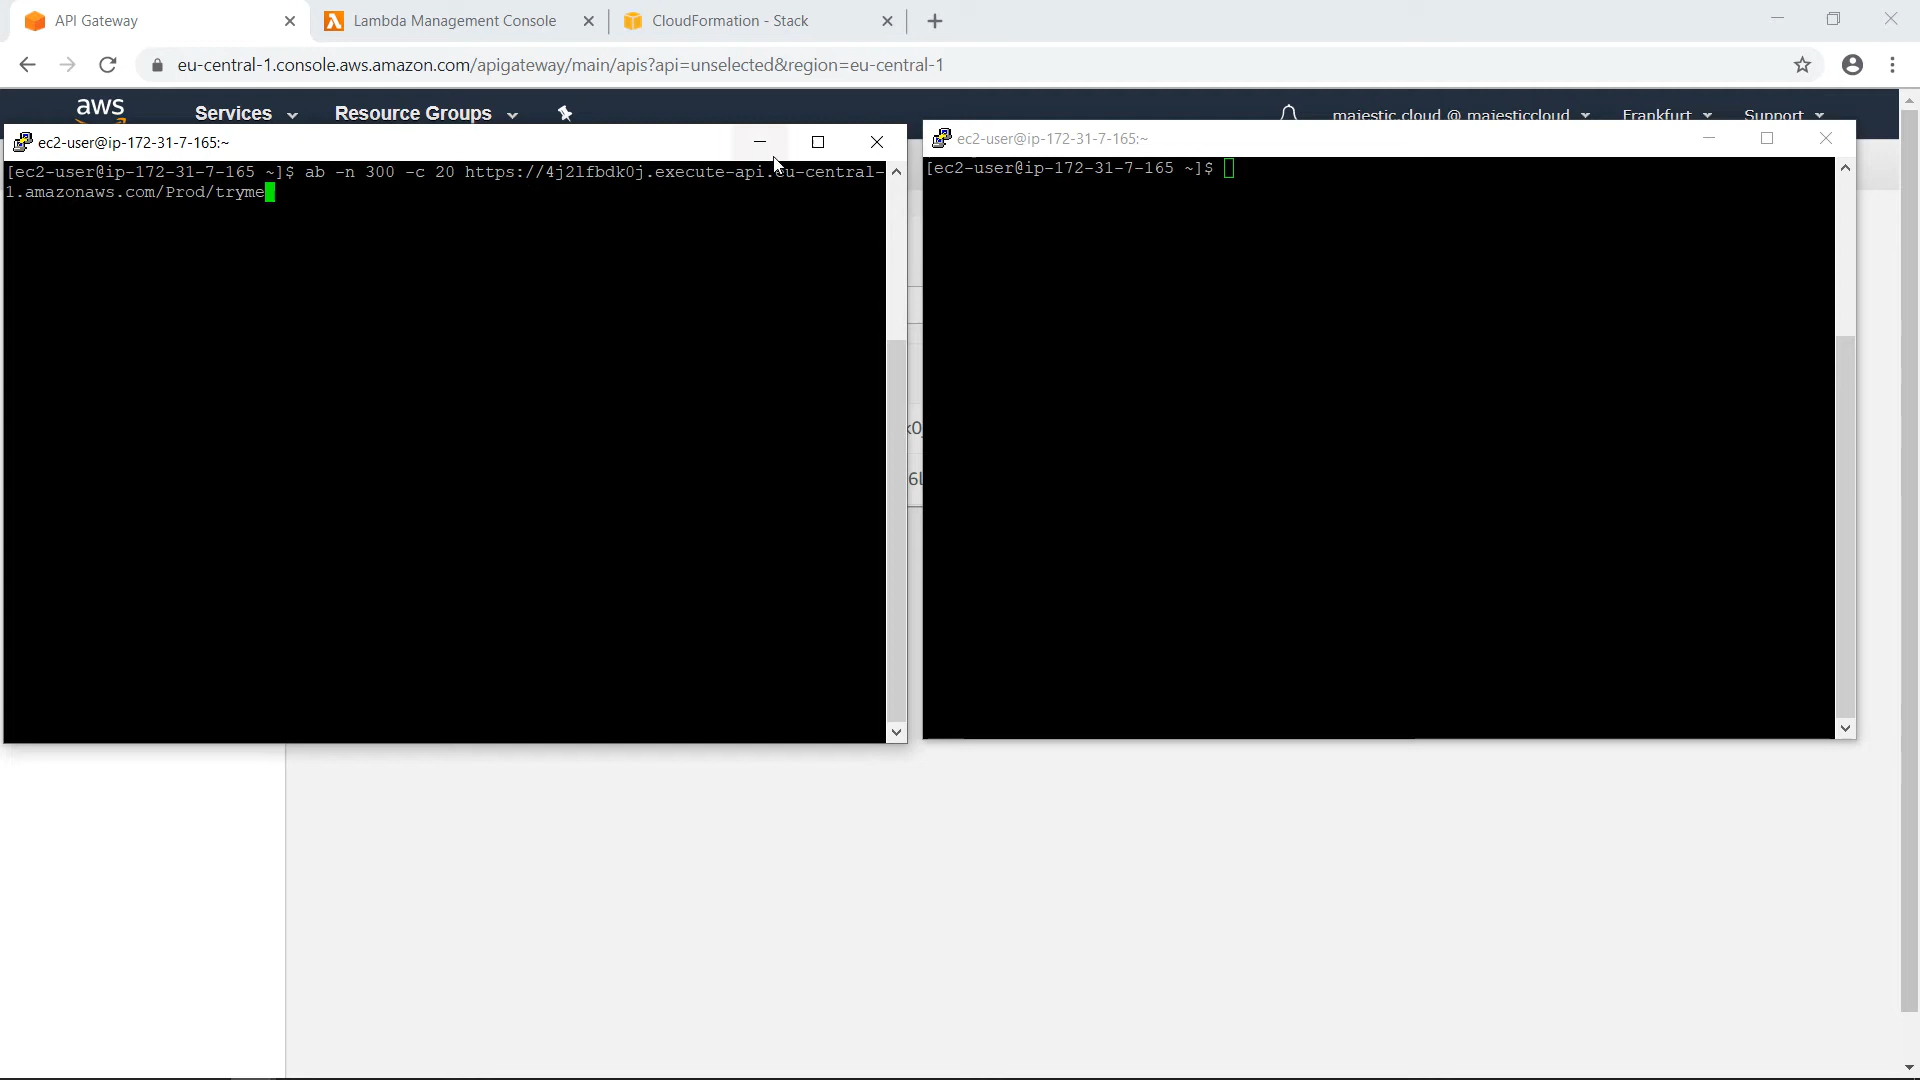 API Gateway
Lambda Management Console
CloudFormation - Stack
eu-central-1.console.aws.amazon.com/apigateway/main/apis?api=unselected&region=eu-central-1
aws
Services
Resource Groups
majestic.cloud @ majesticcloud
Frankfurt
Support
ec2-user@ip-172-31-7-165:~
[ec2-user@ip-172-31-7-165 ~]$ ab -n 300 -c 20 https://4j2lfbdk0j.execute-api.eu-central-
1.amazonaws.com/Prod/tryme
ec2-user@ip-172-31-7-165:~
[ec2-user@ip-172-31-7-165 ~]$